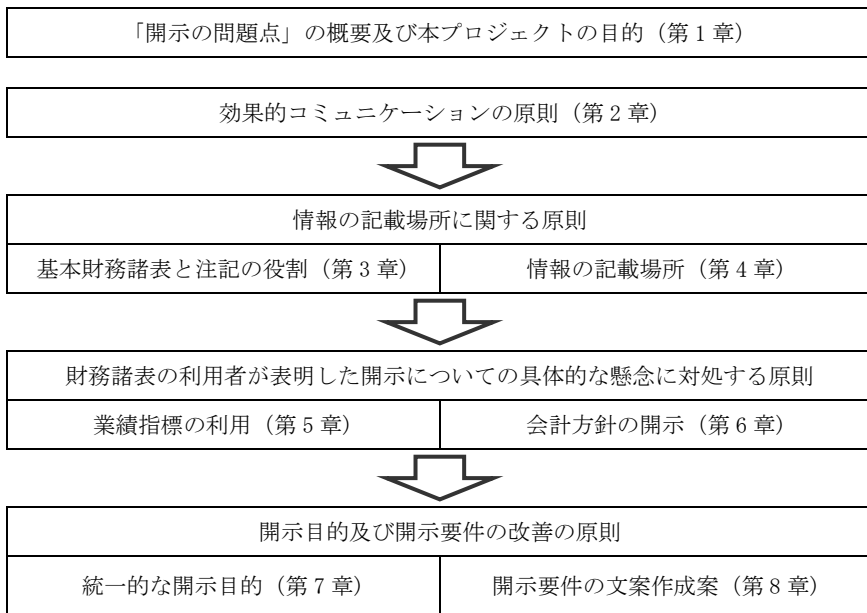 「開示の問題点」の概要及び本プロジェクトの目的（第 1 章）
効果的コミュニケーションの原則（第 2 章）
情報の記載場所に関する原則
基本財務諸表と注記の役割（第 3 章）
情報の記載場所（第 4 章）
財務諸表の利用者が表明した開示についての具体的な懸念に対処する原則
業績指標の利用（第 5 章）
会計方針の開示（第 6 章）
開示目的及び開示要件の改善の原則
統一的な開示目的（第 7 章）
開示要件の文案作成案（第 8 章）